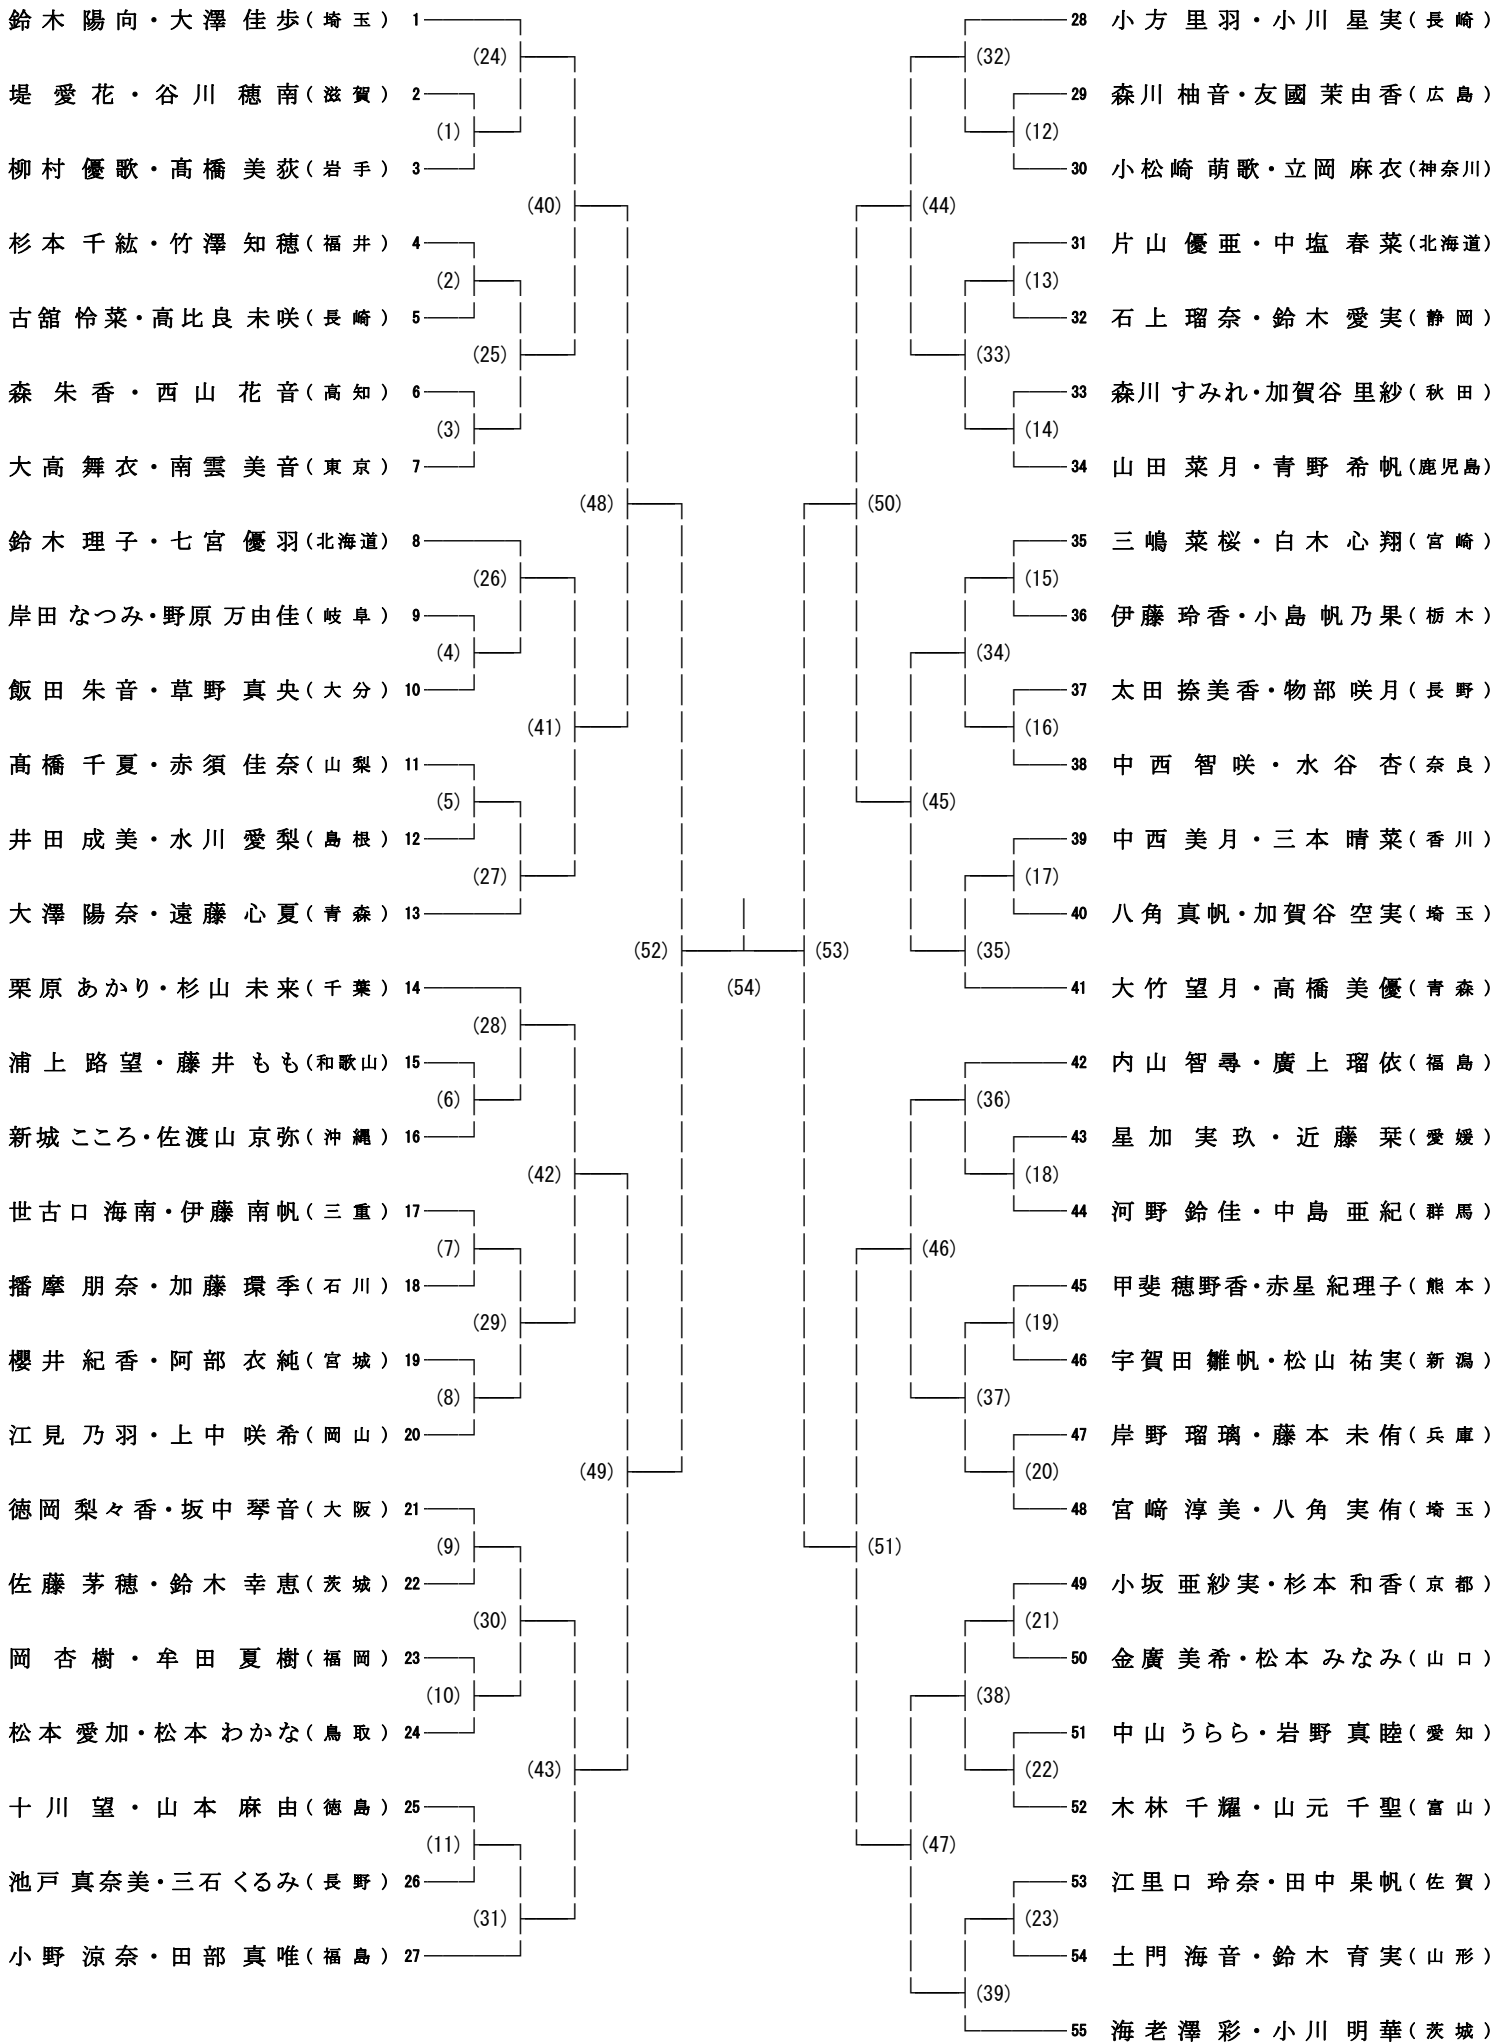 鈴木 陽向・大澤 佳歩(埼玉) 1
(24)
堤 愛花・谷川 穂南(滋賀) 2
(1)
柳村 優歌・髙橋 美荻(岩手) 3
(40)
杉本 千紘・竹澤 知穂(福井) 4
(2)
古舘 怜菜・高比良 未咲(長崎) 5
(25)
森 朱香・西山 花音(高知) 6
(3)
大高 舞衣・南雲 美音(東京) 7
(48)
鈴木 理子・七宮 優羽(北海道) 8
(26)
岸田 なつみ・野原 万由佳(岐阜) 9
(4)
飯田 朱音・草野 真央(大分) 10
(41)
髙橋 千夏・赤須 佳奈(山梨) 11
(5)
井田 成美・水川 愛梨(島根) 12
(27)
大澤 陽奈・遠藤 心夏(青森) 13
(52)
栗原 あかり・杉山 未来(千葉) 14
(28)
浦上 路望・藤井 もも(和歌山) 15
(6)
新城 こころ・佐渡山 京弥(沖縄) 16
(42)
世古口 海南・伊藤 南帆(三重) 17
(7)
播摩 朋奈・加藤 環季(石川) 18
(29)
櫻井 紀香・阿部 衣純(宮城) 19
(8)
江見 乃羽・上中 咲希(岡山) 20
(49)
徳岡 梨々香・坂中 琴音(大阪) 21
(9)
佐藤 茅穂・鈴木 幸恵(茨城) 22
(30)
岡 杏樹・牟田 夏樹(福岡) 23
(10)
松本 愛加・松本 わかな(鳥取) 24
(43)
十川 望・山本 麻由(徳島) 25
(11)
池戸 真奈美・三石 くるみ(長野) 26
(31)
小野 涼奈・田部 真唯(福島) 27
(54)
28 小方 里羽・小川 星実(長崎)
(32)
29 森川 柚音・友國 茉由香(広島)
(12)
30 小松崎 萌歌・立岡 麻衣(神奈川)
(44)
31 片山 優亜・中塩 春菜(北海道)
(13)
32 石上 瑠奈・鈴木 愛実(静岡)
(33)
33 森川 すみれ・加賀谷 里紗(秋田)
(14)
34 山田 菜月・青野 希帆(鹿児島)
(50)
35 三嶋 菜桜・白木 心翔(宮崎)
(15)
36 伊藤 玲香・小島 帆乃果(栃木)
(34)
37 太田 捺美香・物部 咲月(長野)
(16)
38 中西 智咲・水谷 杏(奈良)
(45)
39 中西 美月・三本 晴菜(香川)
(17)
40 八角 真帆・加賀谷 空実(埼玉)
(35)
(53)
41 大竹 望月・高橋 美優(青森)
42 内山 智尋・廣上 瑠依(福島)
(36)
43 星加 実玖・近藤 栞(愛媛)
(18)
44 河野 鈴佳・中島 亜紀(群馬)
(46)
45 甲斐 穂野香・赤星 紀理子(熊本)
(19)
46 宇賀田 雛帆・松山 祐実(新潟)
(37)
47 岸野 瑠璃・藤本 未侑(兵庫)
(20)
48 宮﨑 淳美・八角 実侑(埼玉)
(51)
49 小坂 亜紗実・杉本 和香(京都)
(21)
50 金廣 美希・松本 みなみ(山口)
(38)
51 中山 うらら・岩野 真睦(愛知)
(22)
52 木林 千耀・山元 千聖(富山)
(47)
53 江里口 玲奈・田中 果帆(佐賀)
(23)
54 土門 海音・鈴木 育実(山形)
(39)
55 海老澤 彩・小川 明華(茨城)